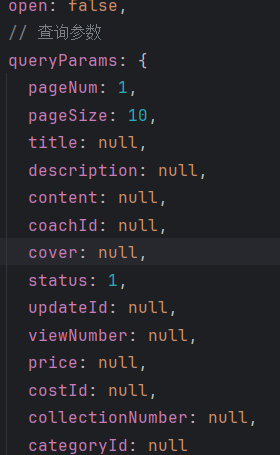 open: false,
// 查询参数
queryParams: {
pageNum: 1,
pageSize: 10,
title: null,
description: null,
content: null,
coachId: null,
cover: null,
status: 1,
updateId: null,
viewNumber: null,
price: null,
costId: null,
collectionNumber: null,
categoryId: null